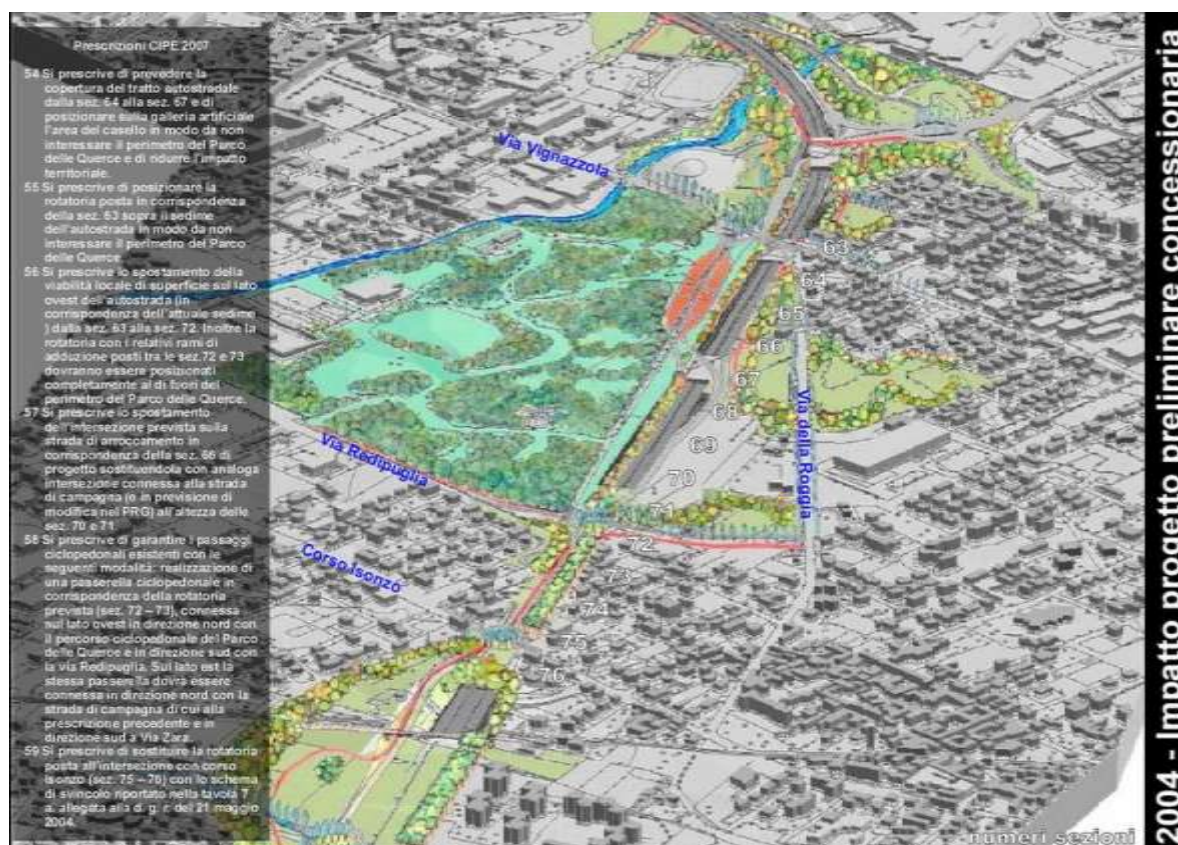 Prescrizioni CIPE 2007
54 Si prescrive di prevedere la
copertura del tratto autostradale
dalla sez. 64 alla sez. 67 e di
posizionare sulla galleria artificiale
l'area del casello in modo da non
interessare il perimetro del Parco
delle Querce e di ridurre l'impatto
territoriale.
55 Si prescrive di posizionare la
rotatoria posta in corrispondenza
della sez. 63 sopra il sedime
dell'autostrada in modo da non
interessare il perimetro del Parco
delle Querce.
56 Si prescrive lo spostamento della
viabilità locale di superficie sul lato
ovest dell'autostrada (in
corrispondenza dell'attuale sedime
) dalla sez. 63 alla sez. 72. Inoltre la
rotatoria con i relativi rami di
adduzione posti tra le sez.72 e 73
dovranno essere posizionati
completamente al di fuori del
perimetro del Parco delle Querce.
57 Si prescrive lo spostamento
dell'intersezione prevista sulla
strada di arroccamento in
corrispondenza della sez. 66 di
progetto sostituendola con analoga
intersezione connessa alla strada
di campagna (e in previsione di
modifica nel PRG) all'altezza delle
sez. 70 e 71.
58 Si prescrive di garantire i passaggi
ciclopedonali esistenti con le
seguenti modalità: realizzazione di
una passerella ciclopedonale in
corrispondenza della rotatoria
prevista (sez. 72 – 73), connessa
sul lato ovest in direzione nord con
il percorso ciclopedonale del Parco
delle Querce e in direzione sud con
la via Redipuglia. Sul lato est la
stessa passerella dovrà essere
connessa in direzione nord con la
strada di campagna di cui alla
prescrizione precedente e in
direzione sud a Via Zara.
59 Si prescrive di sostituire la rotatoria
posta all'intersezione con corso
Isonzo (sez. 75 – 76) con lo schema
di svincolo riportato nella tavola 7
a. allegata alla d. g. r. del 21 maggio
2004.
Via Vignazzola
Via Redipuglia
Corso Isonzo
Via della Roggia
63
64
65
66
67
68
69
70
71
72
73
74
75
76
numeri sezioni
2004 - Impatto progetto preliminare concessionaria